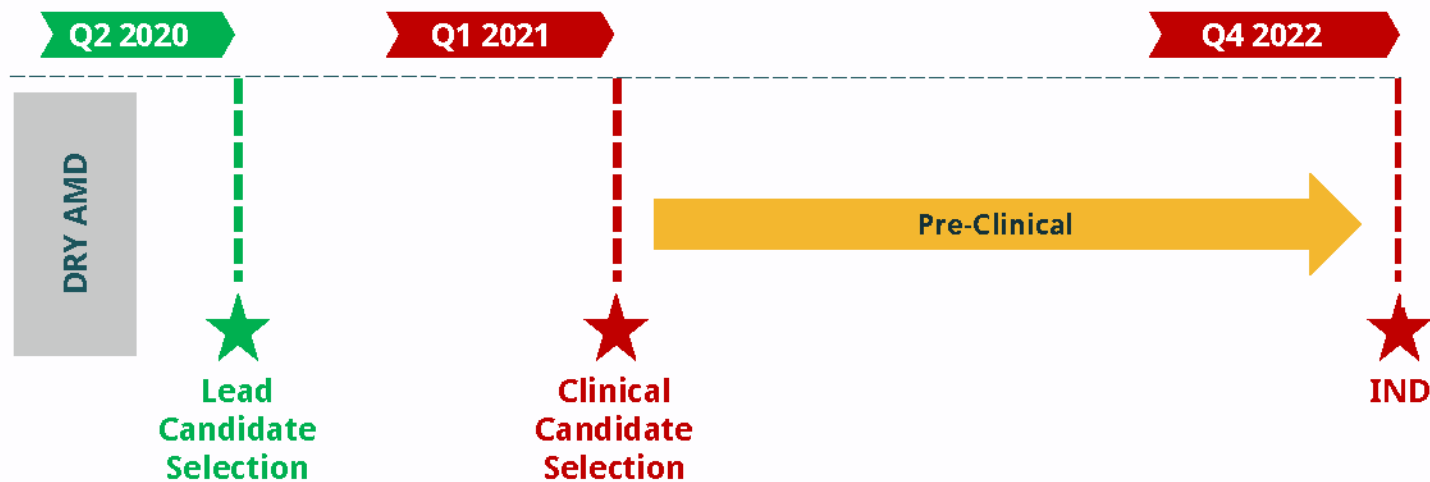 Q2 2020
Q1 2021
Q4 2022
DRY AMD
Pre-Clinical
Lead
Candidate
Selection
Clinical
Candidate
Selection
IND